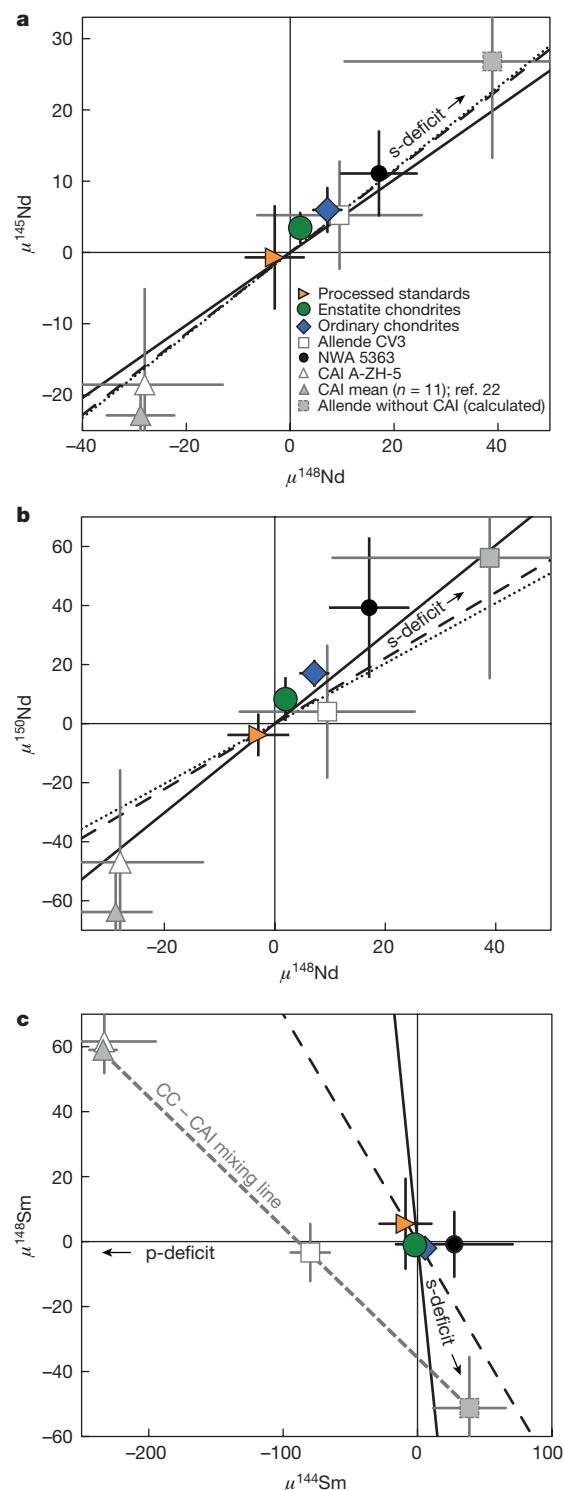 a
30
20
10
0
−10
−20
−40
−20
0
20
40
μ145Nd
μ148Nd
s-deficit
Processed standards
Enstatite chondrites
Ordinary chondrites
Allende CV3
NWA 5363
CAI A-ZH-5
CAI mean (n = 11); ref. 22
Allende without CAI (calculated)
b
60
40
20
0
−20
−40
−60
−20
0
20
40
μ150Nd
μ148Nd
s-deficit
c
60
40
20
0
−20
−40
−60
−200
−100
0
100
μ148Sm
μ144Sm
CC – CAI mixing line
p-deficit
s-deficit